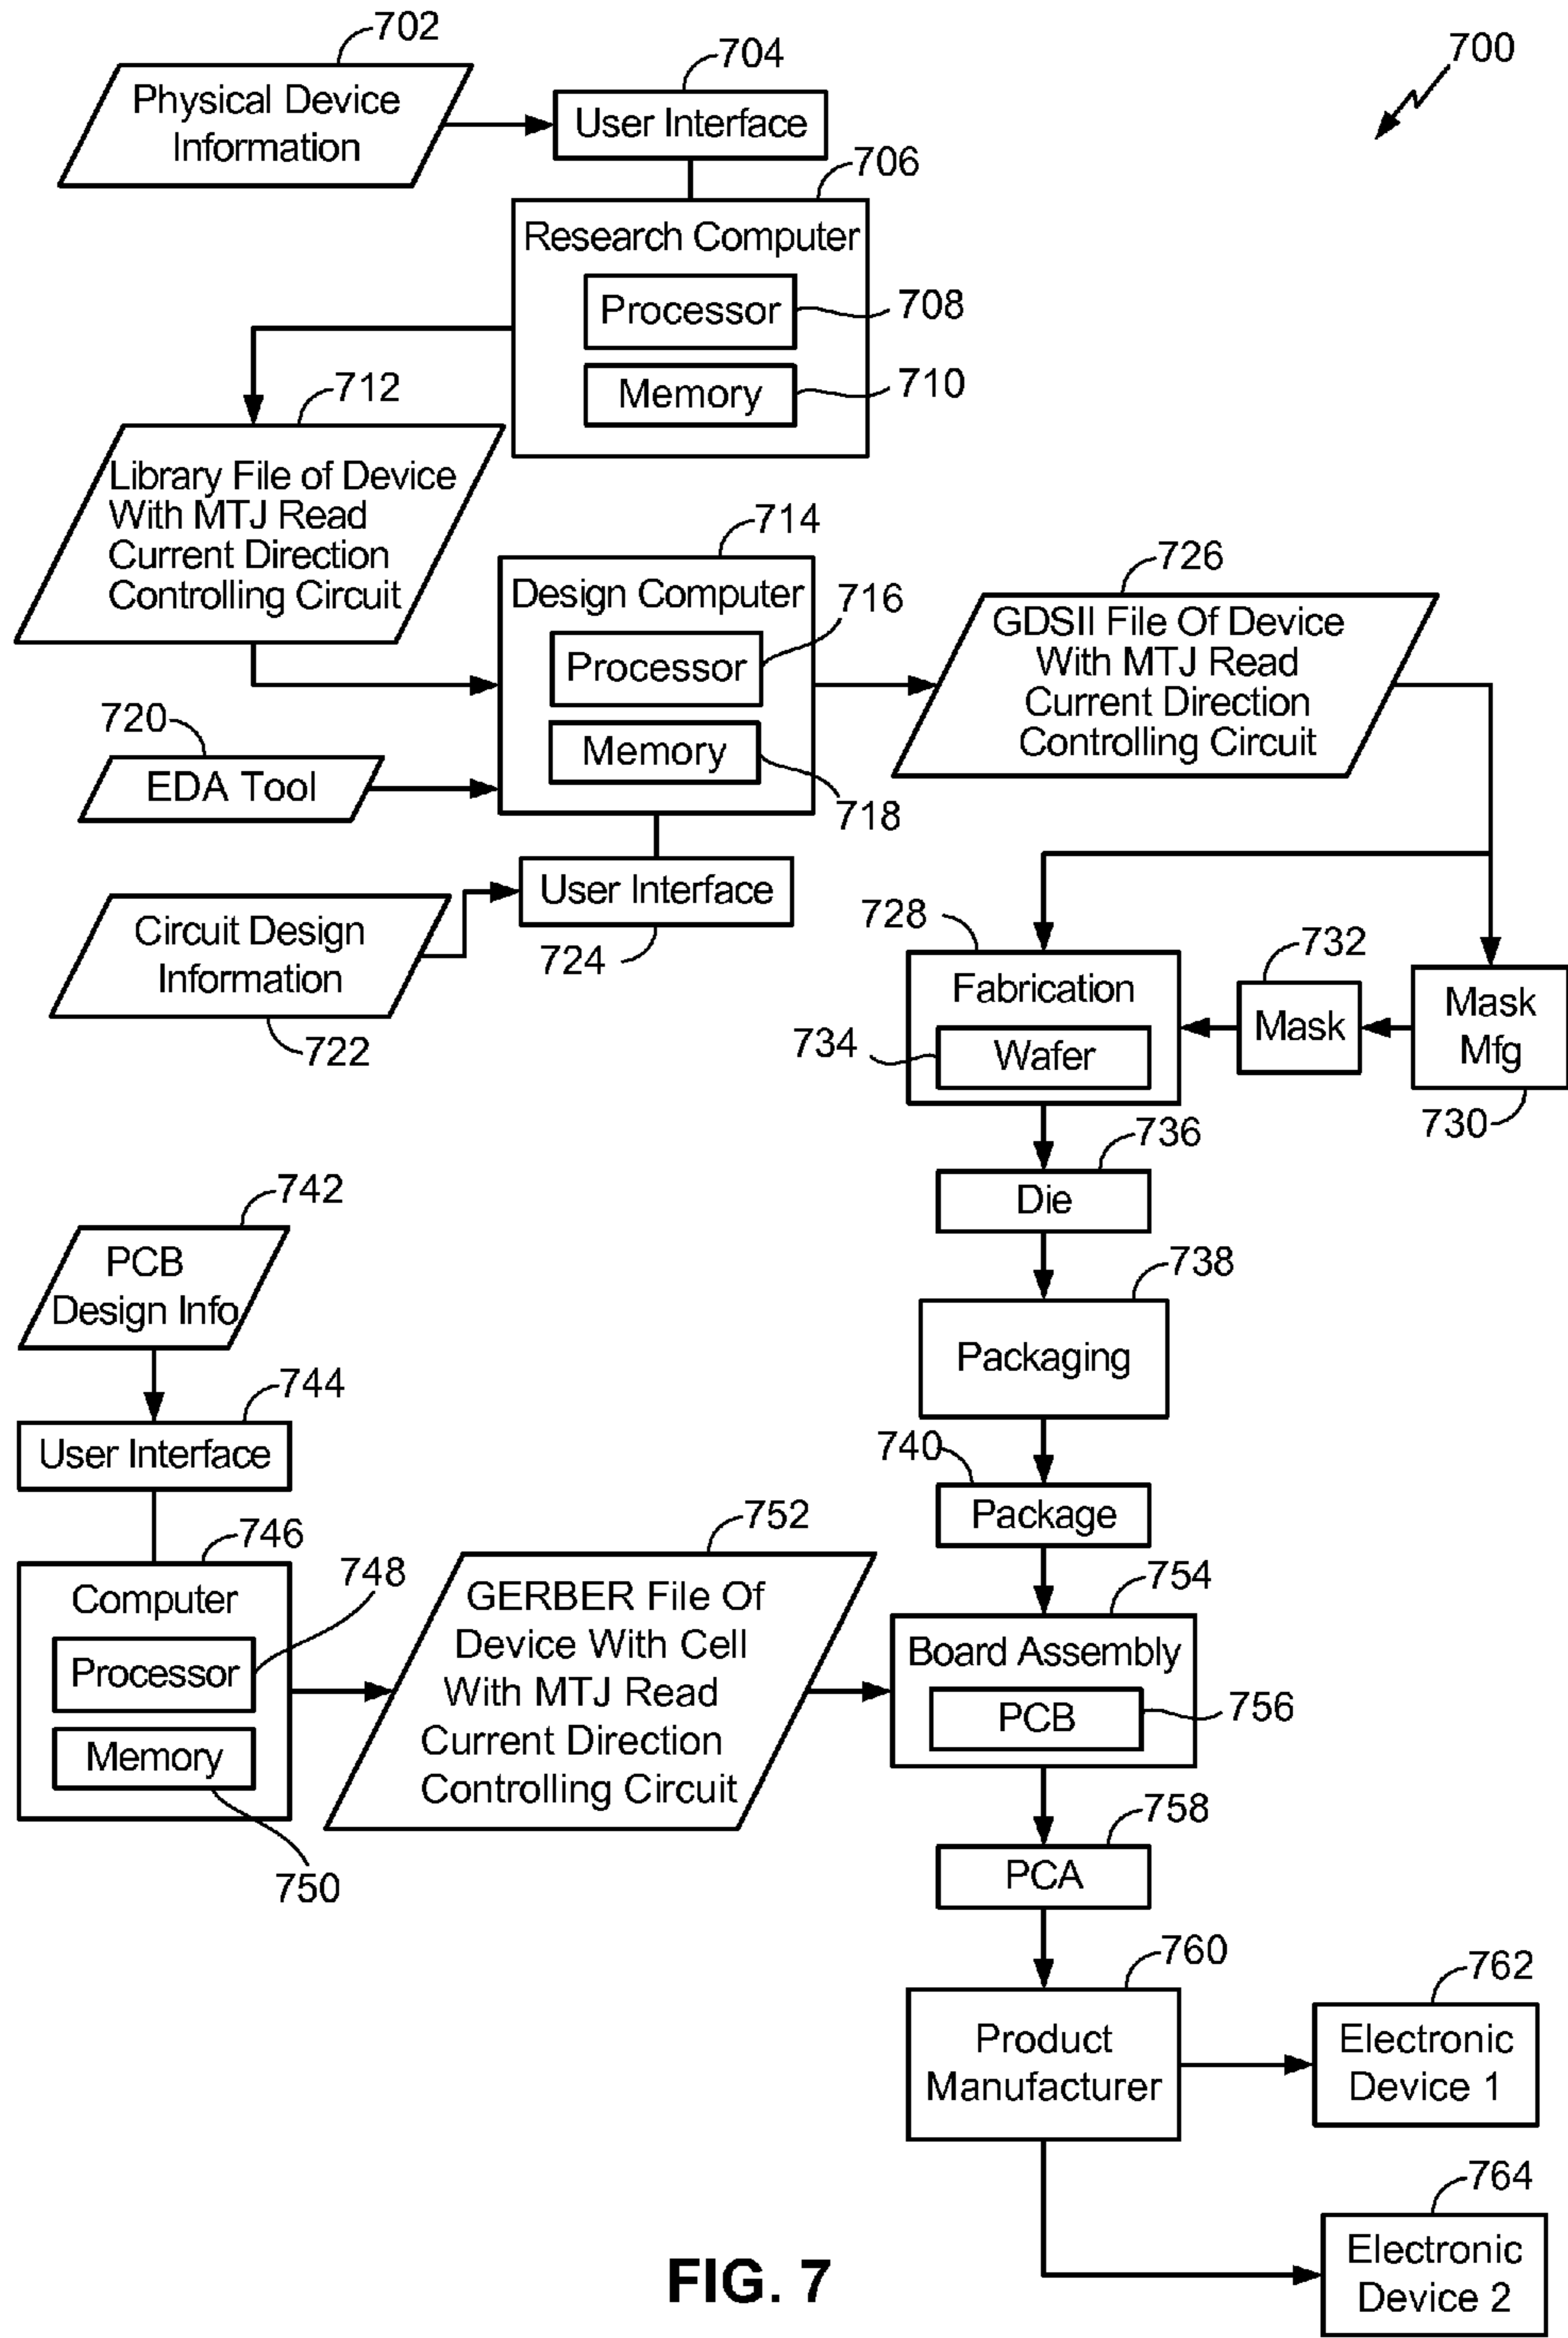 702
Physical Device
Information
704
User Interface
700
706
Research Computer
Processor
708
Memory
710
712
Library File of Device
With MTJ Read
Current Direction
Controlling Circuit
714
Design Computer
716
Processor
Memory
718
720
EDA Tool
726
GDSII File Of Device
With MTJ Read
Current Direction
Controlling Circuit
Circuit Design
Information
722
User Interface
724
728
Fabrication
734
Wafer
732
Mask
Mask
Mfg
730
736
Die
738
Packaging
740
Package
742
PCB
Design Info
744
User Interface
746
Computer
748
Processor
Memory
750
752
GERBER File Of
Device With Cell
With MTJ Read
Current Direction
Controlling Circuit
754
Board Assembly
PCB
756
758
PCA
760
Product
Manufacturer
762
Electronic
Device 1
764
Electronic
Device 2
FIG. 7